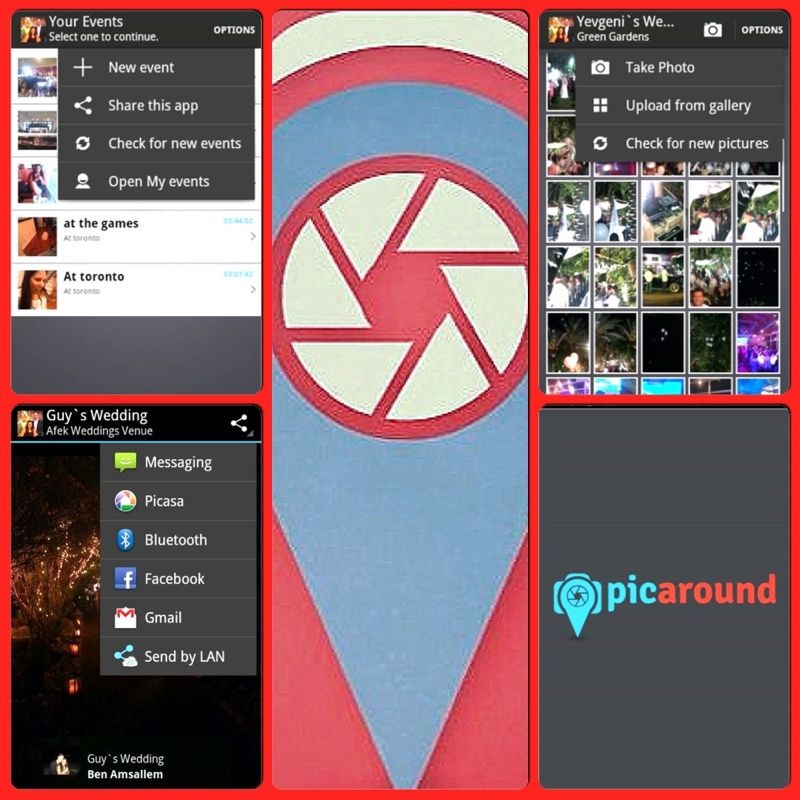 Your Events
Select one to continue.
OPTIONS
New event
Share this app
Check for new events
Open My events
at the games
03:44:02
At toronto
At toronto
03:01:43
At toronto
Yevgeni`s We...
Green Gardens
OPTIONS
Take Photo
Upload from gallery
Check for new pictures
Guy`s Wedding
Afek Weddings Venue
Messaging
Picasa
Bluetooth
Facebook
Gmail
Send by LAN
Guy`s Wedding
Ben Amsallem
picaround